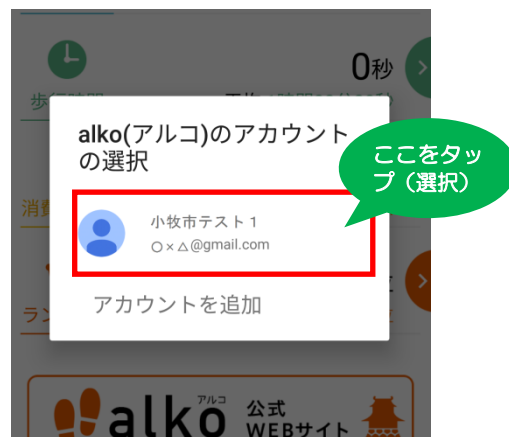 0秒
alko(アルコ)のアカウント
の選択
ここをタッ
プ（選択）
小牧市テスト１
○×△@gmail.com
アカウントを追加
アルコ
alko 公式
WEBサイト